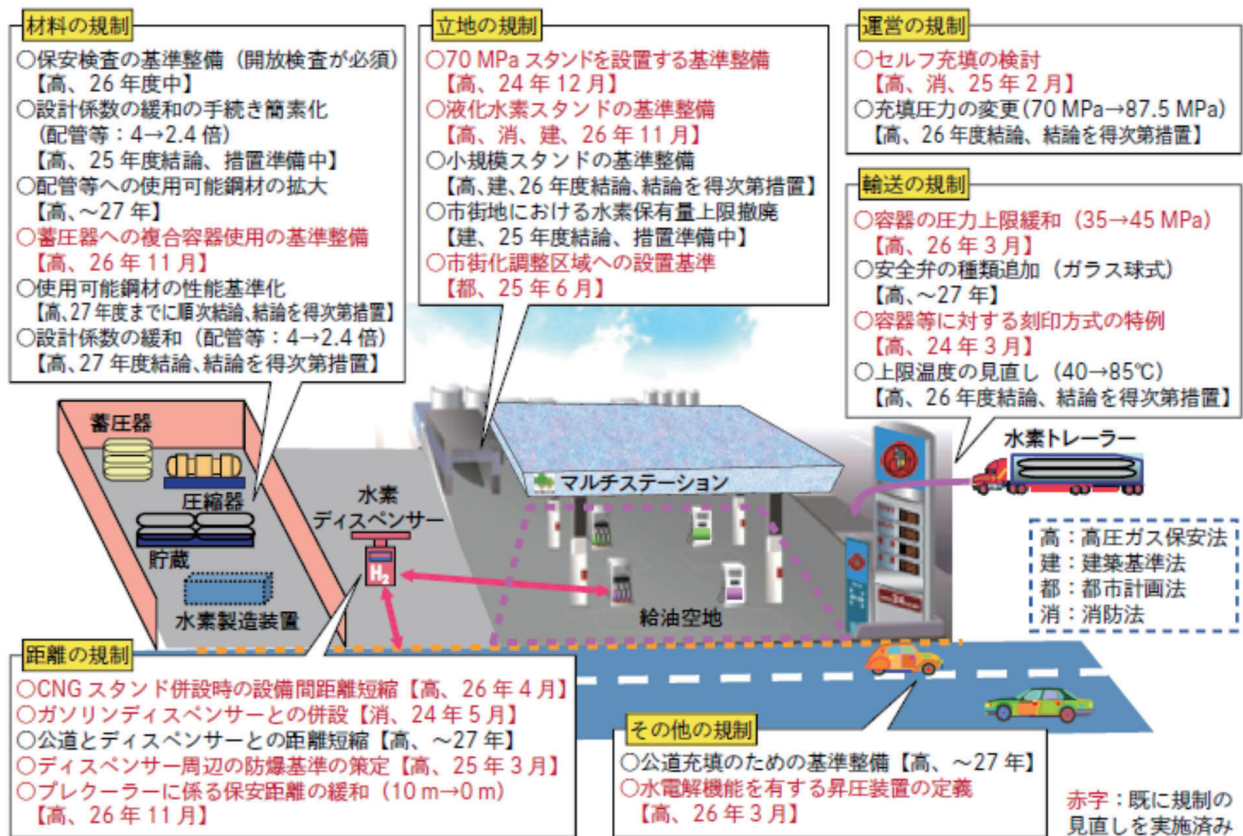 材料の規制
○保安検査の基準整備（開放検査が必須）
【高、26年度中】
○設計係数の緩和の手続き簡素化
（配管等：4→2.4倍）
【高、25年度結論、措置準備中】
○配管等への使用可能鋼材の拡大
【高、～27年】
○蓄圧器への複合容器使用の基準整備
【高、26年11月】
○使用可能鋼材の性能基準化
【高、27年度までに順次結論、結論を得次第措置】
○設計係数の緩和（配管等：4→2.4倍）
【高、27年度結論、結論を得次第措置】
立地の規制
○70 MPaスタンドを設置する基準整備
【高、24年12月】
○液化水素スタンドの基準整備
【高、消、建、26年11月】
○小規模スタンドの基準整備
【高、建、26年度結論、結論を得次第措置】
○市街地における水素保有量上限撤廃
【建、25年度結論、措置準備中】
○市街化調整区域への設置基準
【都、25年6月】
運営の規制
○セルフ充填の検討
【高、消、25年2月】
○充填圧力の変更（70 MPa→87.5 MPa）
【高、26年度結論、結論を得次第措置】
輸送の規制
○容器の圧力上限緩和（35→45 MPa）
【高、26年3月】
○安全弁の種類追加（ガラス球式）
【高、～27年】
○容器等に対する刻印方式の特例
【高、24年3月】
○上限温度の見直し（40→85℃）
【高、26年度結論、結論を得次第措置】
蓄圧器
圧縮器
貯蔵
水素製造装置
水素
ディスペンサー
H2
マルチステーション
給油空地
水素トレーラー
高：高圧ガス保安法
建：建築基準法
都：都市計画法
消：消防法
距離の規制
○CNGスタンド併設時の設備間距離短縮【高、26年4月】
○ガソリンディスペンサーとの併設【消、24年5月】
○公道とディスペンサーとの距離短縮【高、～27年】
○ディスペンサー周辺の防爆基準の策定【高、25年3月】
○プレクーラーに係る保安距離の緩和（10 m→0 m）
【高、26年11月】
その他の規制
○公道充填のための基準整備【高、～27年】
○水電解機能を有する昇圧装置の定義
【高、26年3月】
赤字：既に規制の
見直しを実施済み